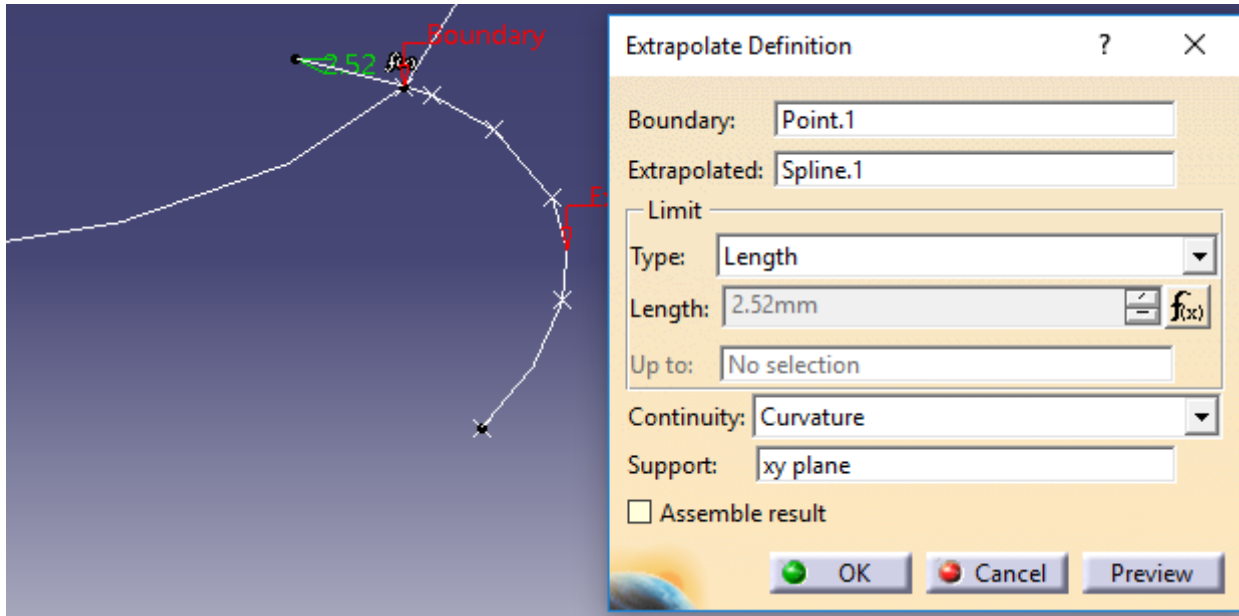 Boundary
2.52 f(x)
Extrapolate Definition ? ×
Boundary: Point.1
Extrapolated: Spline.1
Limit
Type: Length
Length: 2.52mm f(x)
Up to: No selection
Continuity: Curvature
Support: xy plane
Assemble result
OK Cancel Preview